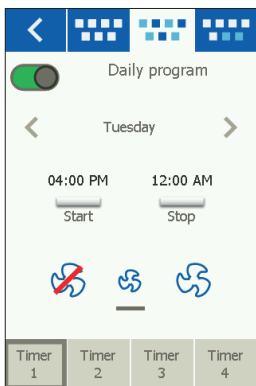 Daily program
Tuesday
04:00 PM 12:00 AM
Start Stop
Timer Timer Timer Timer
1 2 3 4